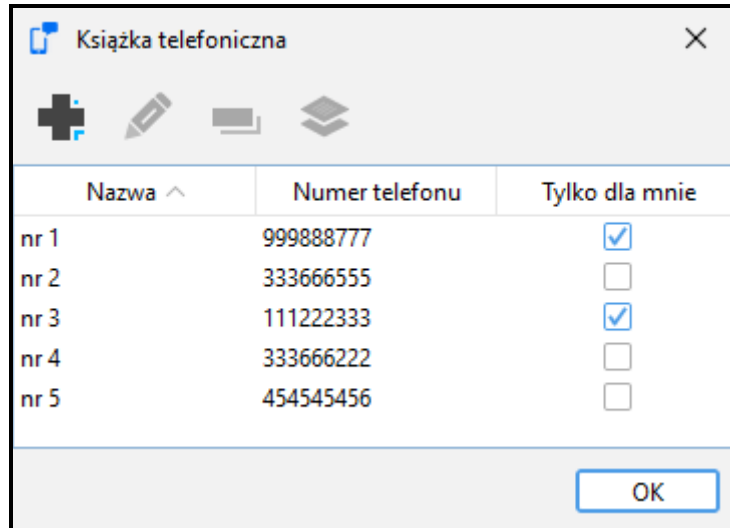 Książka telefoniczna
Nazwa Numer telefonu Tylko dla mnie
nr 1 999888777
nr 2 333666555
nr 3 111222333
nr 4 333666222
nr 5 454545456
OK